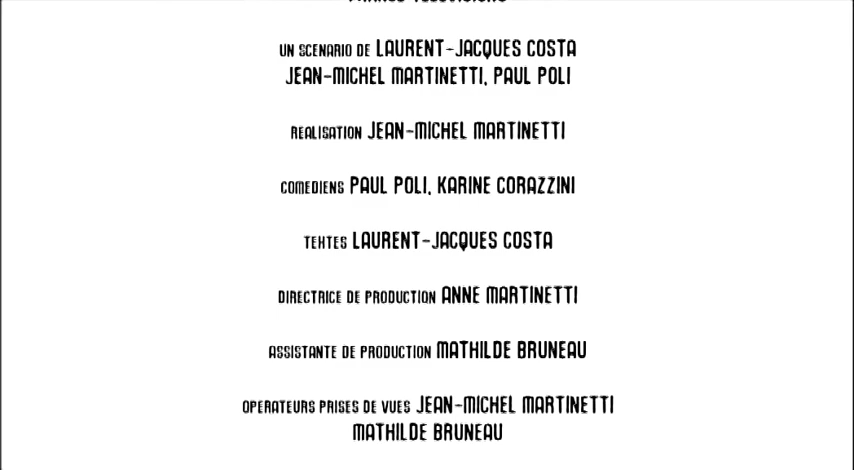 UN SCENARIO DE LAURENT-JACQUES COSTA
JEAN-MICHEL MARTINETTI, PAUL POLI
REALISATION JEAN-MICHEL MARTINETTI
COMEDIENS PAUL POLI, KARINE CORAZZINI
TEXTES LAURENT-JACQUES COSTA
DIRECTRICE DE PRODUCTION ANNE MARTINETTI
ASSISTANTE DE PRODUCTION MATHILDE BRUNEAU
OPERATEURS PRISES DE VUES JEAN-MICHEL MARTINETTI
MATHILDE BRUNEAU